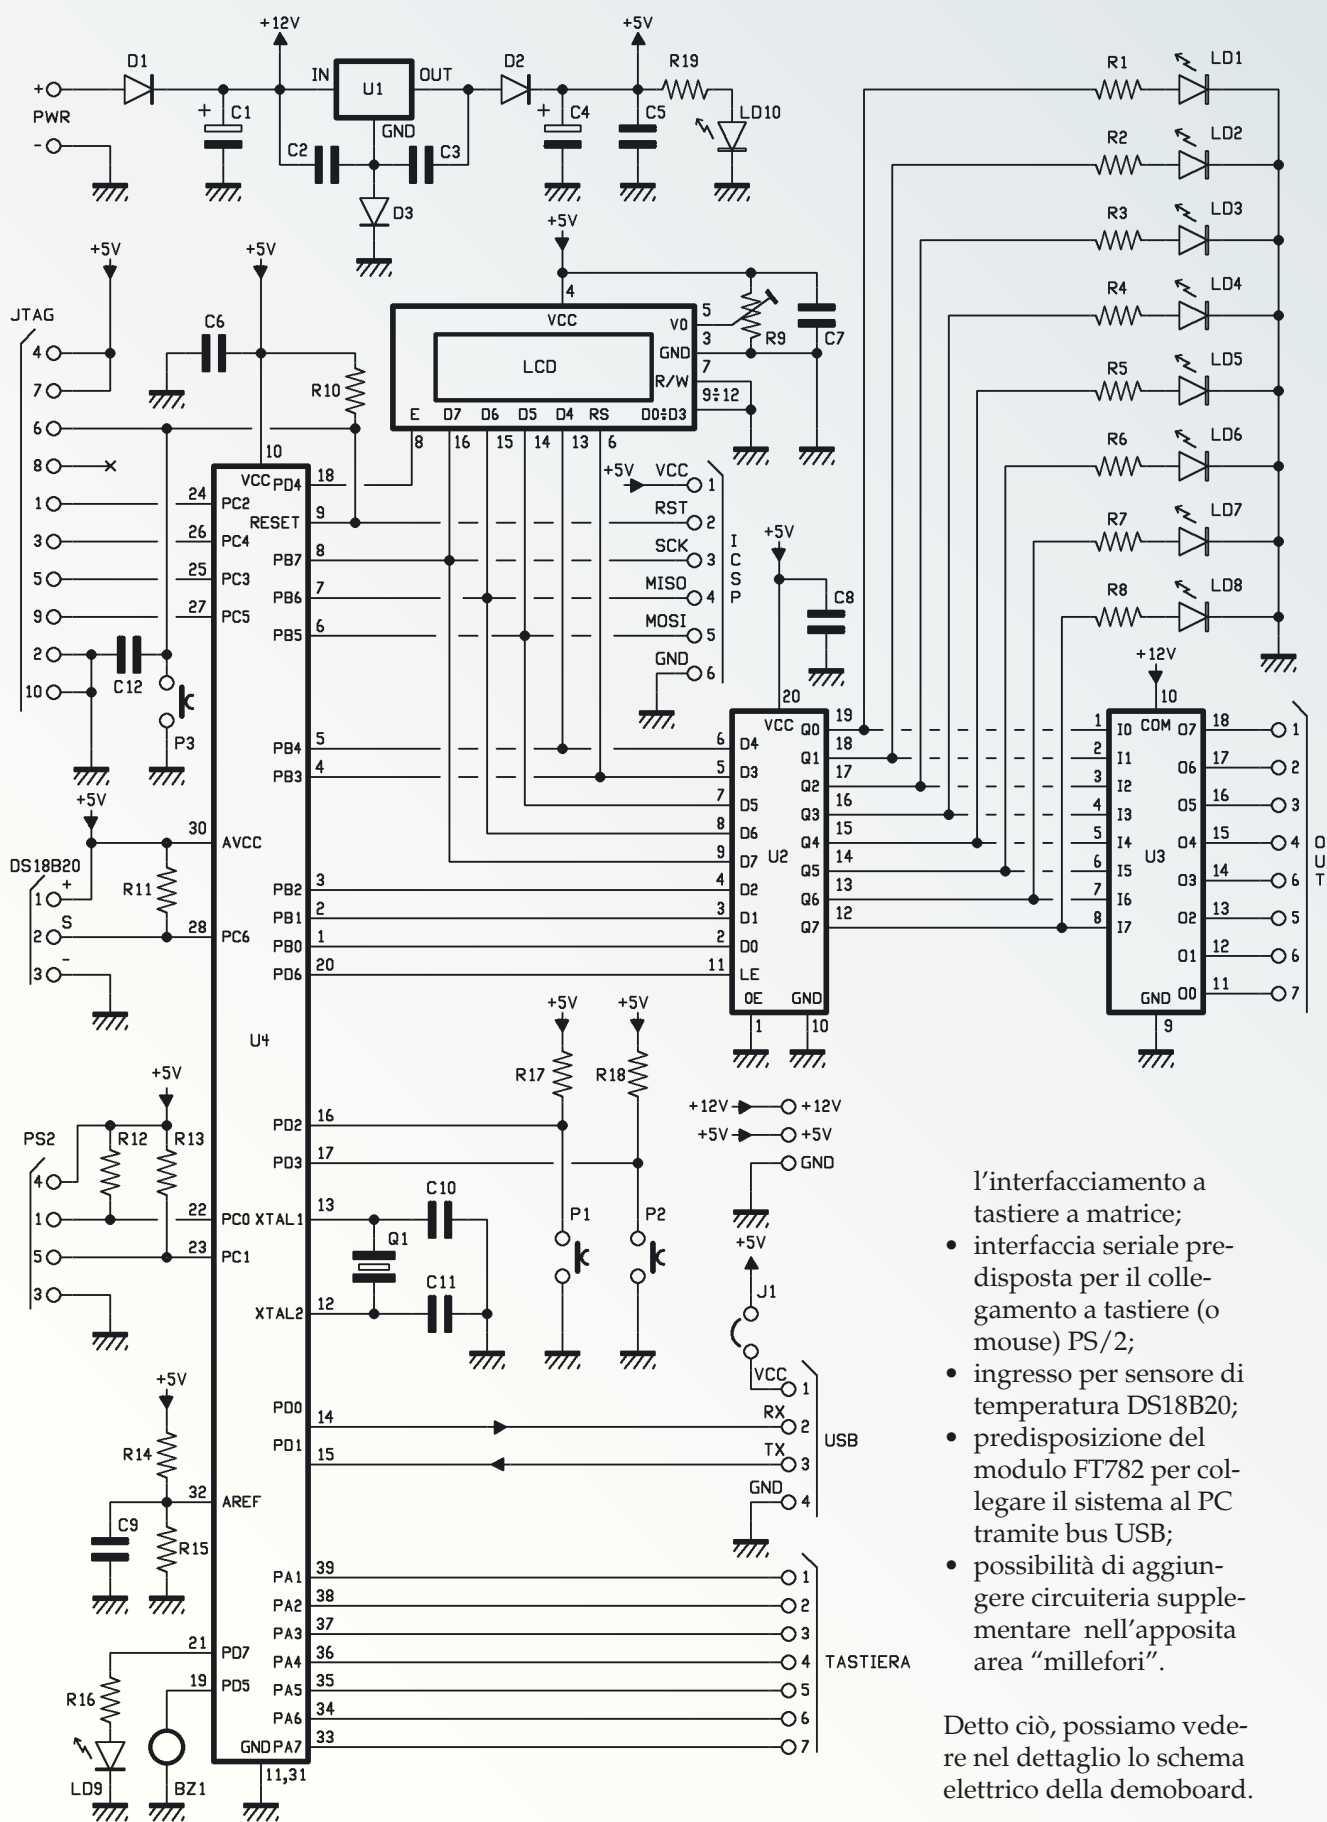 +12V
+5V
D1
IN
U1
OUT
D2
R19
+
PWR
-
+
C1
GND
C2
C3
+
C4
C5
LD10
D3
R1
LD1
R2
LD2
R3
LD3
R4
LD4
R5
LD5
R6
LD6
R7
LD7
R8
LD8
+5V
+5V
+5V
JTAG
4
7
6
8
1
3
5
9
2
10
C6
R10
C12
P3
4
VCC
LCD
V0
5
GND
3
R/W
7
D0÷D3
9÷12
R9
C7
E
D7
D6
D5
D4
RS
8
16
15
14
13
6
10
VCC
PD4 18
RESET 9
PB7 8
PB6 7
PB5 6
PB4 5
PB3 4
PB2 3
PB1 2
PB0 1
PD6 20
24 PC2
26 PC4
25 PC3
27 PC5
+5V
VCC 1
RST 2
SCK 3
MISO 4
MOSI 5
GND 6
ICSP
+5V
C8
20
VCC
6 D4
5 D3
7 D5
8 D6
9 D7
4 D2
3 D1
2 D0
11 LE
U2
Q0 19
Q1 18
Q2 17
Q3 16
Q4 15
Q5 14
Q6 13
Q7 12
OE
GND
1
10
+12V
10
COM
1 I0
2 I1
3 I2
4 I3
5 I4
6 I5
7 I6
8 I7
U3
O7 18 1
O6 17 2
O5 16 3
O4 15 4
O3 14 6
O2 13 5
O1 12 6
O0 11 7
GND
9
OUT
+5V
30 AVCC
DS18B20
1 +
2 S
3 -
R11
28 PC6
U4
+5V
PS2
R12
R13
4
1
5
3
22 PC0
23 PC1
+5V
+5V
R17
R18
PD2 16
PD3 17
XTAL1 13
XTAL2 12
C10
Q1
C11
P1
P2
+12V +12V
+5V +5V
GND
+5V
J1
VCC 1
RX 2
TX 3
GND 4
USB
PD0 14
PD1 15
+5V
R14
32 AREF
C9
R15
PA1 39 1
PA2 38 2
PA3 37 3
PA4 36 4
PA5 35 5
PA6 34 6
PA7 33 7
TASTIERA
21 PD7
19 PD5
R16
LD9
BZ1
GND
11,31
l'interfacciamento a
tastiere a matrice;
• interfaccia seriale pre-
disposta per il colle-
gamento a tastiere (o
mouse) PS/2;
• ingresso per sensore di
temperatura DS18B20;
• predisposizione del
modulo FT782 per col-
legare il sistema al PC
tramite bus USB;
• possibilità di aggiun-
gere circuiteria supple-
mentare nell'apposita
area “millefori”.
Detto ciò, possiamo vede-
re nel dettaglio lo schema
elettrico della demoboard.